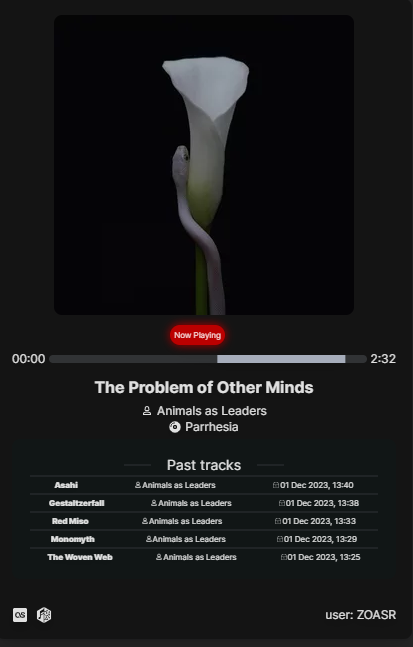 Now Playing
00:00 2:32
The Problem of Other Minds
Animals as Leaders
Parrhesia
Past tracks
Asahi Animals as Leaders 01 Dec 2023, 13:40
Gestaltzerfall Animals as Leaders 01 Dec 2023, 13:38
Red Miso Animals as Leaders 01 Dec 2023, 13:33
Monomyth Animals as Leaders 01 Dec 2023, 13:29
The Woven Web Animals as Leaders 01 Dec 2023, 13:25
user: ZOASR